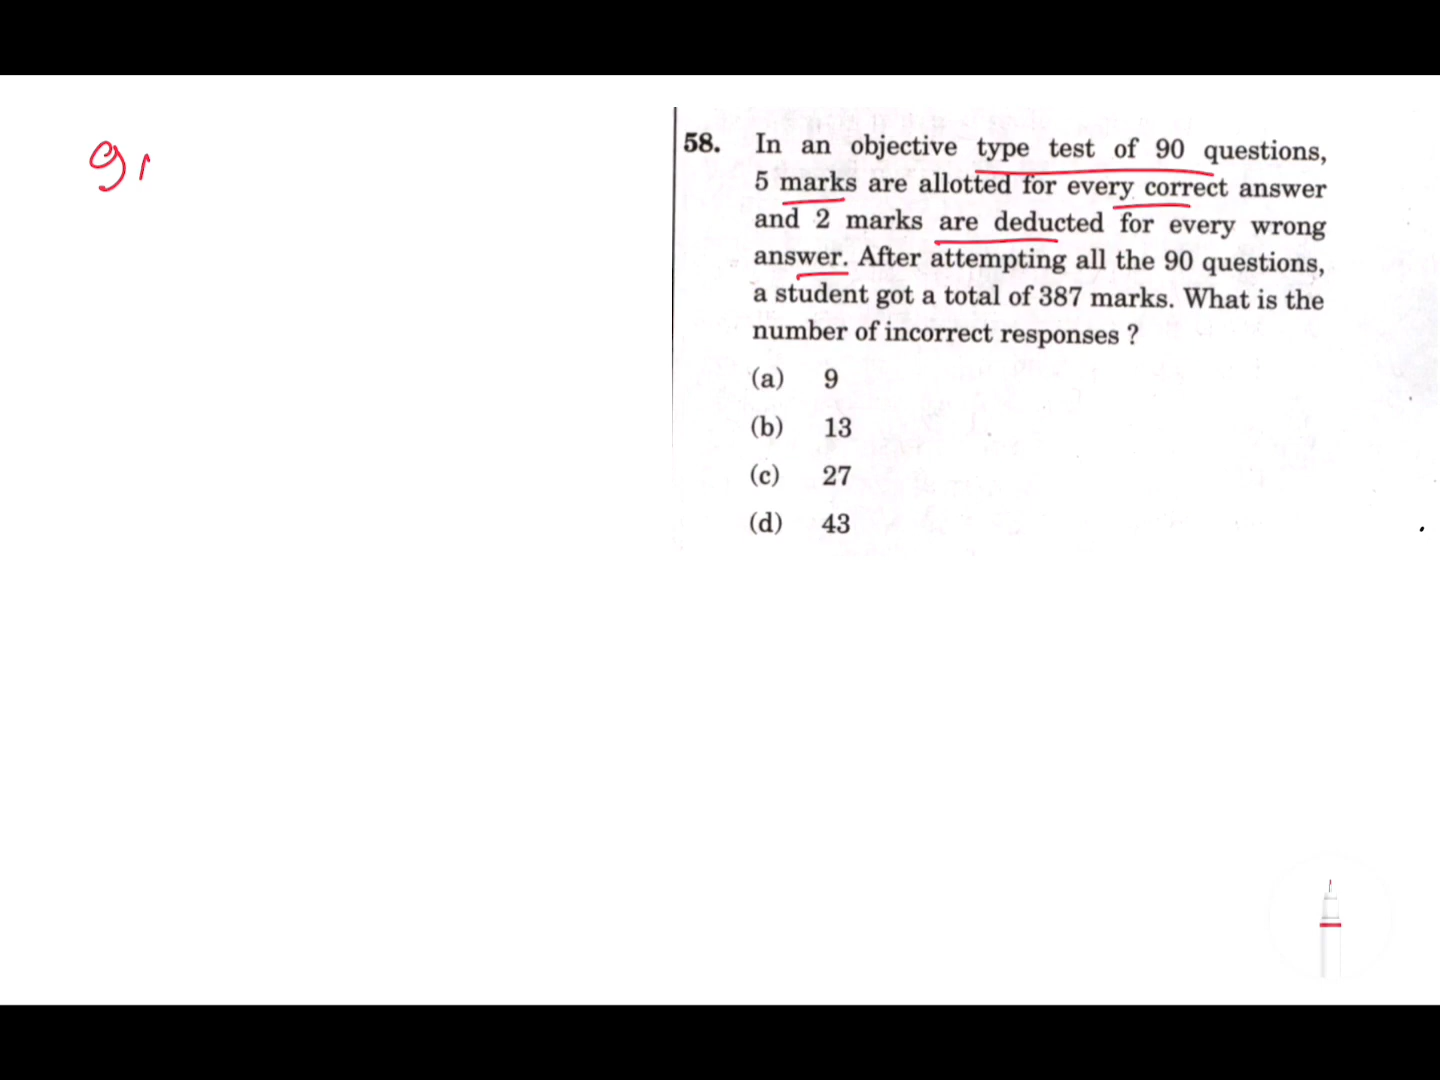 58. In an objective type test of 90 questions,
5 marks are allotted for every correct answer
and 2 marks are deducted for every wrong
answer. After attempting all the 90 questions,
a student got a total of 387 marks. What is the
number of incorrect responses ?
(a) 9
(b) 13
(c) 27
(d) 43